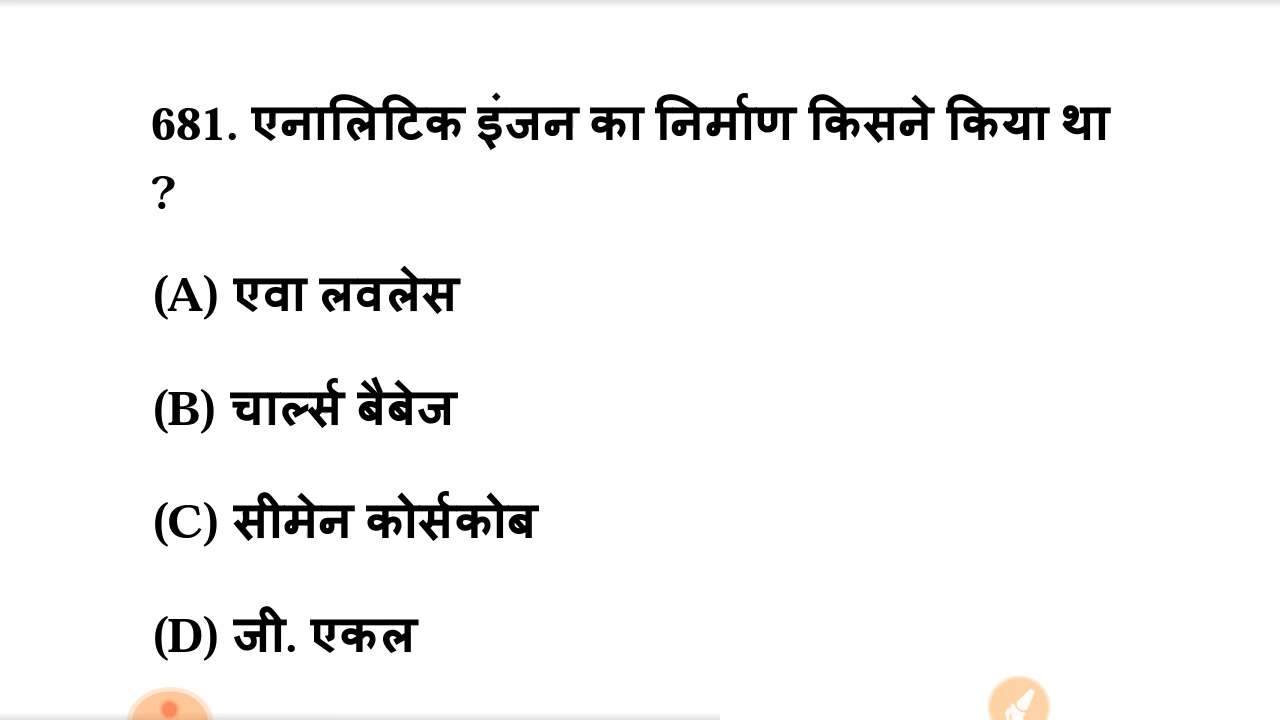 681. एनालिटिक इंजन का निर्माण किसने किया था
?
(A) एवा लवलेस
(B) चार्ल्स बैबेज
(C) सीमेन कोर्सकोब
(D) जी. एकल